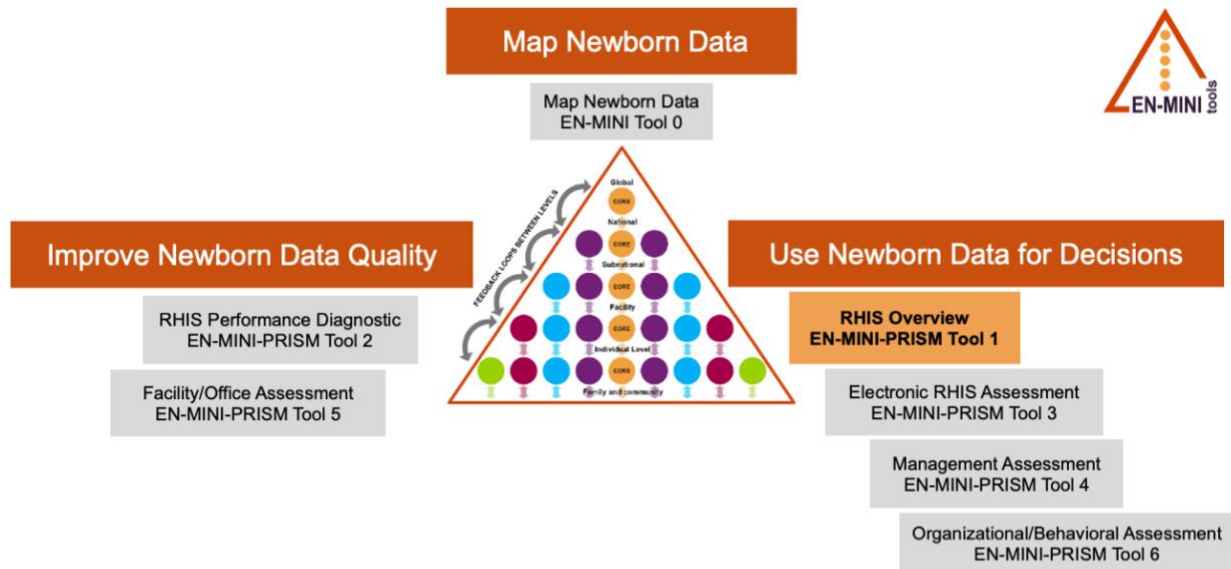 Map Newborn Data
Map Newborn Data
EN-MINI Tool 0
EN-MINI
tools
Improve Newborn Data Quality
RHIS Performance Diagnostic
EN-MINI-PRISM Tool 2
Facility/Office Assessment
EN-MINI-PRISM Tool 5
FEEDBACK LOOPS BETWEEN LEVELS
Global
CORE
National
CORE
Subnational
CORE
Facility
CORE
Individual Level
CORE
Family and community
Use Newborn Data for Decisions
RHIS Overview
EN-MINI-PRISM Tool 1
Electronic RHIS Assessment
EN-MINI-PRISM Tool 3
Management Assessment
EN-MINI-PRISM Tool 4
Organizational/Behavioral Assessment
EN-MINI-PRISM Tool 6